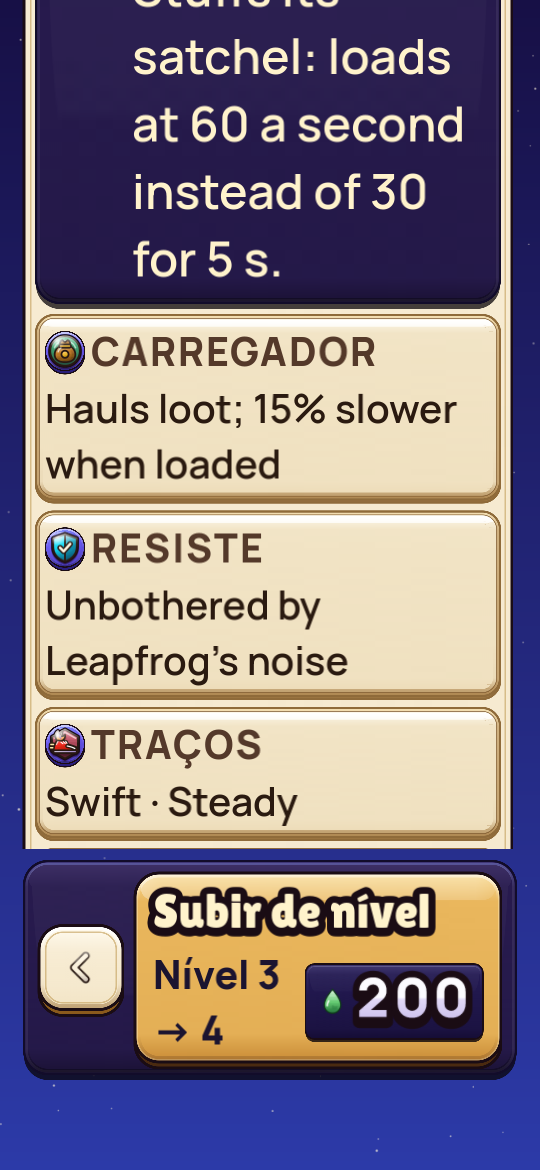 satchel: loads
at 60 a second
instead of 30
for 5 s.
CARREGADOR
Hauls loot; 15% slower
when loaded
RESISTE
Unbothered by
Leapfrog's noise
TRAÇOS
Swift · Steady
Subir de nível
Nível 3
→ 4
200